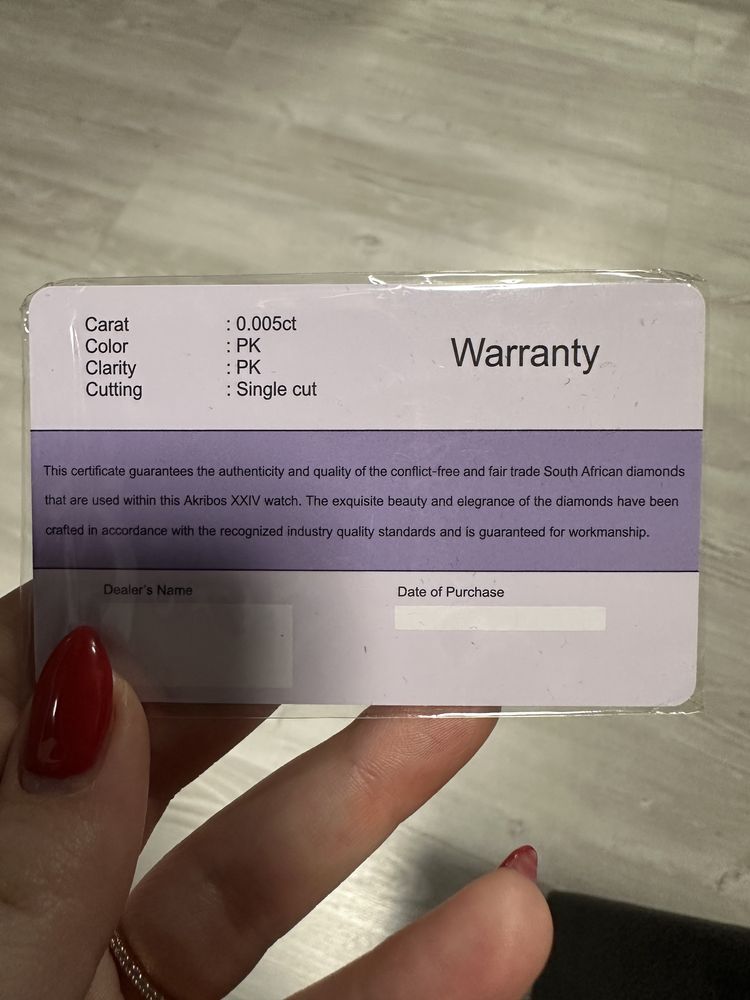 Carat : 0.005ct
Color : PK
Clarity : PK
Cutting : Single cut
Warranty
This certificate guarantees the authenticity and quality of the conflict-free and fair trade South African diamonds
that are used within this Akribos XXIV watch. The exquisite beauty and elegrance of the diamonds have been
crafted in accordance with the recognized industry quality standards and is guaranteed for workmanship.
Dealer's Name
Date of Purchase